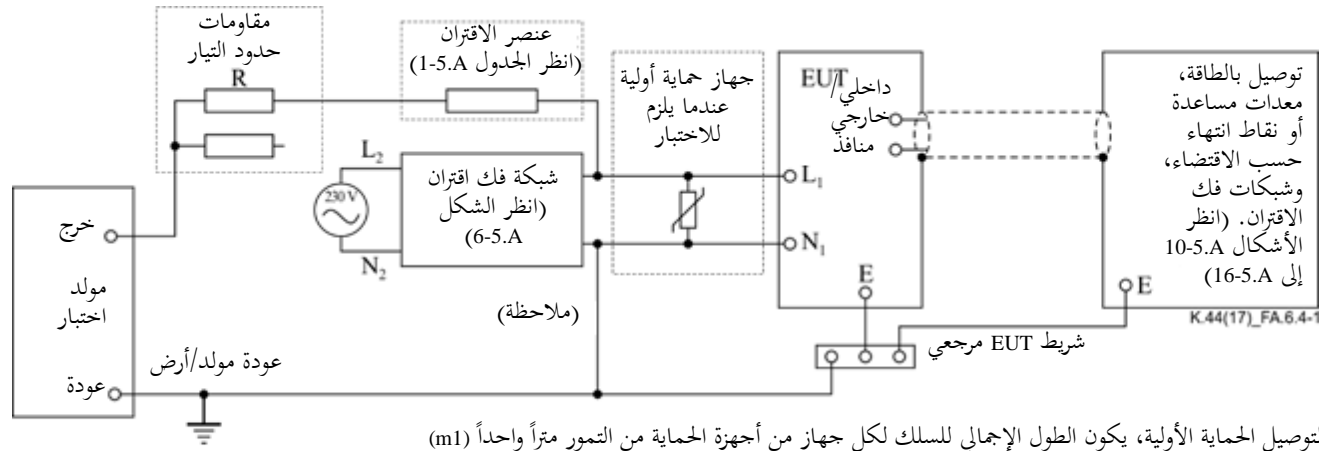 مقاومات
حدود التيار
R
عنصر الاقتران
(انظر الجدول A.5-1)
جهاز حماية أولية
عندما يلزم
للاختبار
EUT
داخلي/
خارجي
منافذ
توصيل بالطاقة،
معدات مساعدة
أو نقاط انتهاء
حسب الاقتضاء،
وشبكات فك
الاقتران. (انظر
الأشكال A.5-10
إلى A.5-16)
L₂
230 V
N₂
شبكة فك اقتران
(انظر الشكل
A.5-6)
L₁
N₁
E
E
K.44(17)_FA.6.4-1
خرج
مولد
اختبار
عودة
(ملاحظة)
عودة مولد/أرض
شريط EUT مرجعي
لتوصيل الحماية الأولية، يكون الطول الإجمالي للسلك لكل جهاز من أجهزة الحماية من التمور متراً واحداً (m1)